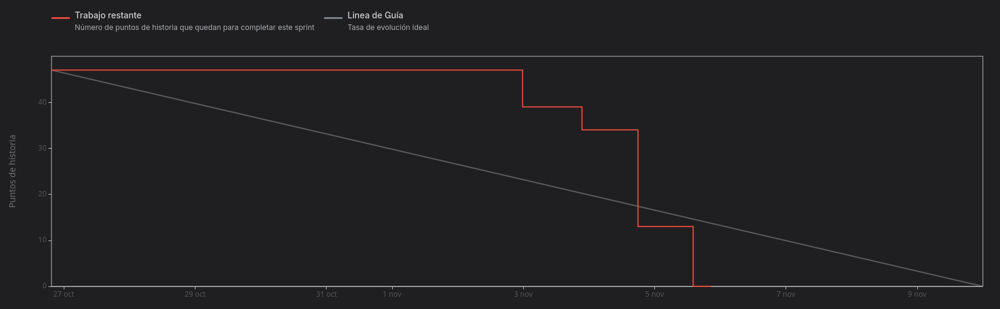 Trabajo restante
Número de puntos de historia que quedan para completar este sprint
Linea de Guía
Tasa de evolución ideal
Puntos de historia
40
30
20
10
0
27 oct
29 oct
31 oct
1 nov
3 nov
5 nov
7 nov
9 nov